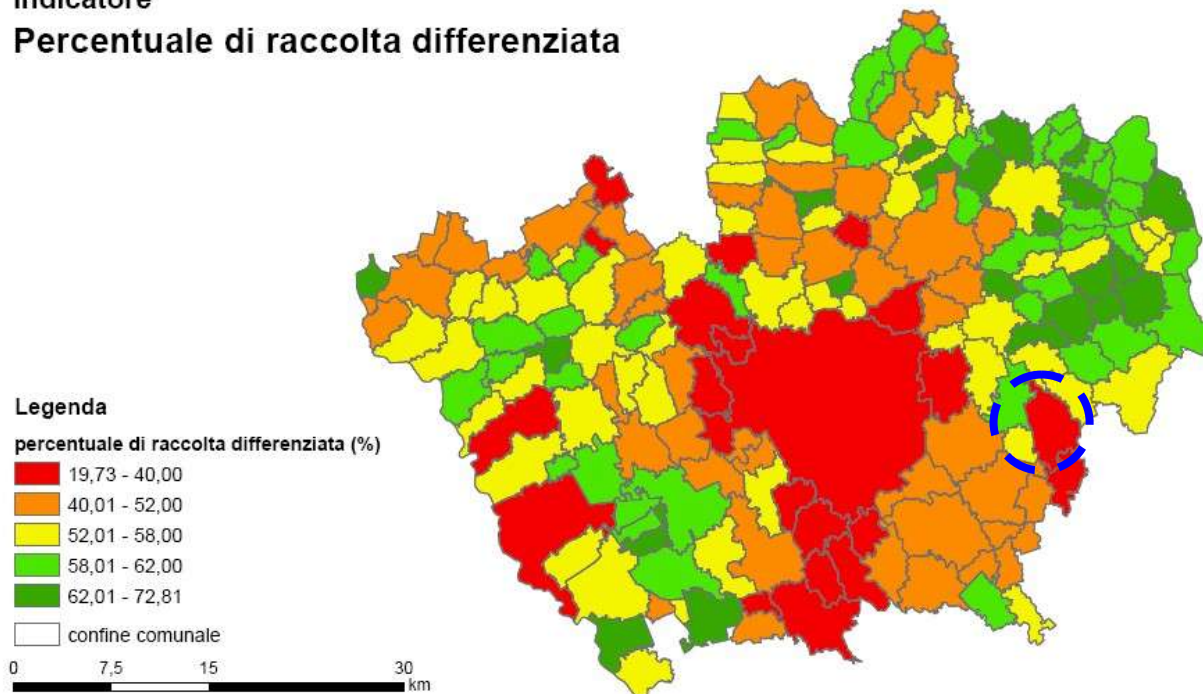 Indicatore
Percentuale di raccolta differenziata
Legenda
percentuale di raccolta differenziata (%)
19,73 - 40,00
40,01 - 52,00
52,01 - 58,00
58,01 - 62,00
62,01 - 72,81
confine comunale
0 7,5 15 30
km